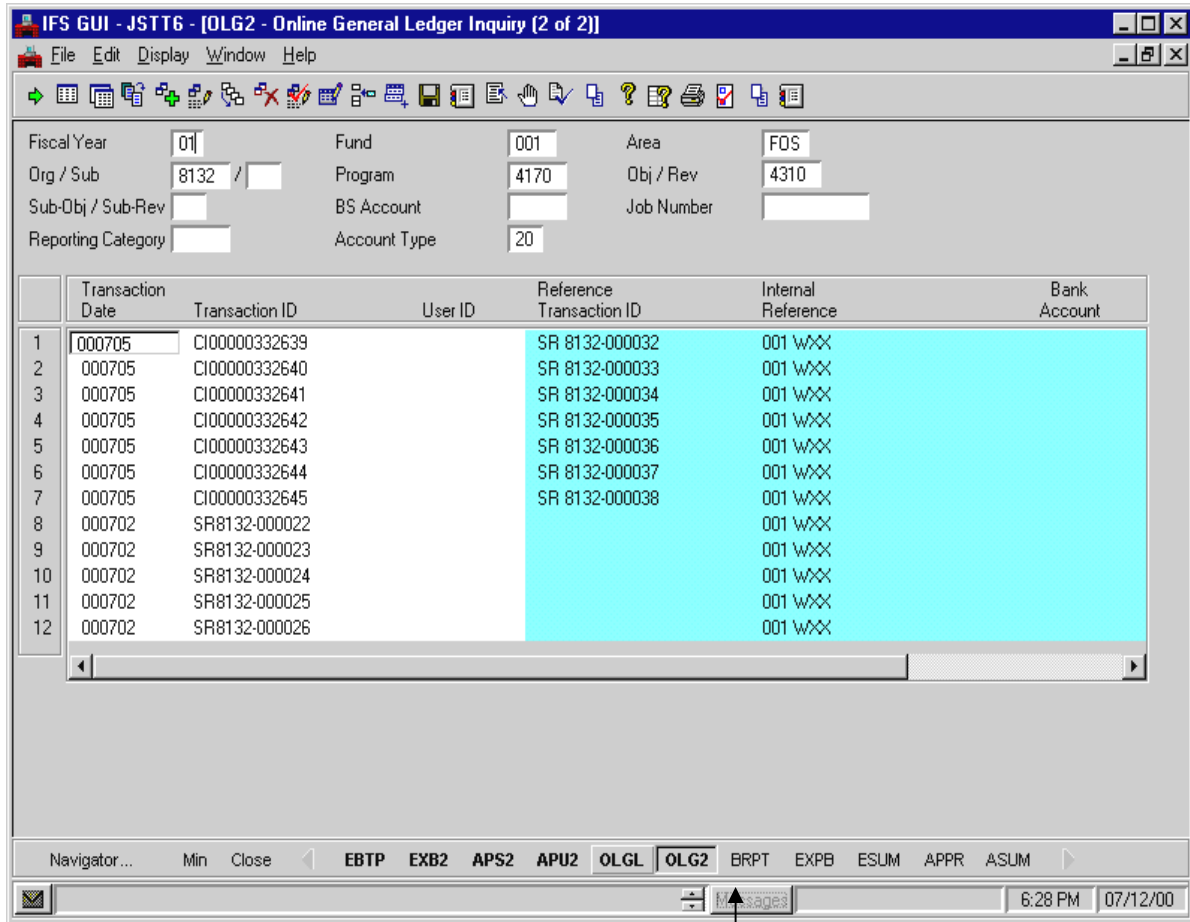 IFS GUI - JSTT6 - [OLG2 - Online General Ledger Inquiry (2 of 2)]
File Edit Display Window Help
Fiscal Year 01 Fund 001 Area FOS
Org / Sub 8132 / Program 4170 Obj / Rev 4310
Sub-Obj / Sub-Rev BS Account Job Number
Reporting Category Account Type 20
Transaction Date Transaction ID User ID Reference Transaction ID Internal Reference Bank Account
1 000705 CI00000332639 SR 8132-000032 001 WXX
2 000705 CI00000332640 SR 8132-000033 001 WXX
3 000705 CI00000332641 SR 8132-000034 001 WXX
4 000705 CI00000332642 SR 8132-000035 001 WXX
5 000705 CI00000332643 SR 8132-000036 001 WXX
6 000705 CI00000332644 SR 8132-000037 001 WXX
7 000705 CI00000332645 SR 8132-000038 001 WXX
8 000702 SR8132-000022 001 WXX
9 000702 SR8132-000023 001 WXX
10 000702 SR8132-000024 001 WXX
11 000702 SR8132-000025 001 WXX
12 000702 SR8132-000026 001 WXX
Navigator... Min Close EBTP EXB2 APS2 APU2 OLGL OLG2 BRPT EXPB ESUM APPR ASUM
Messages 6:28 PM 07/12/00